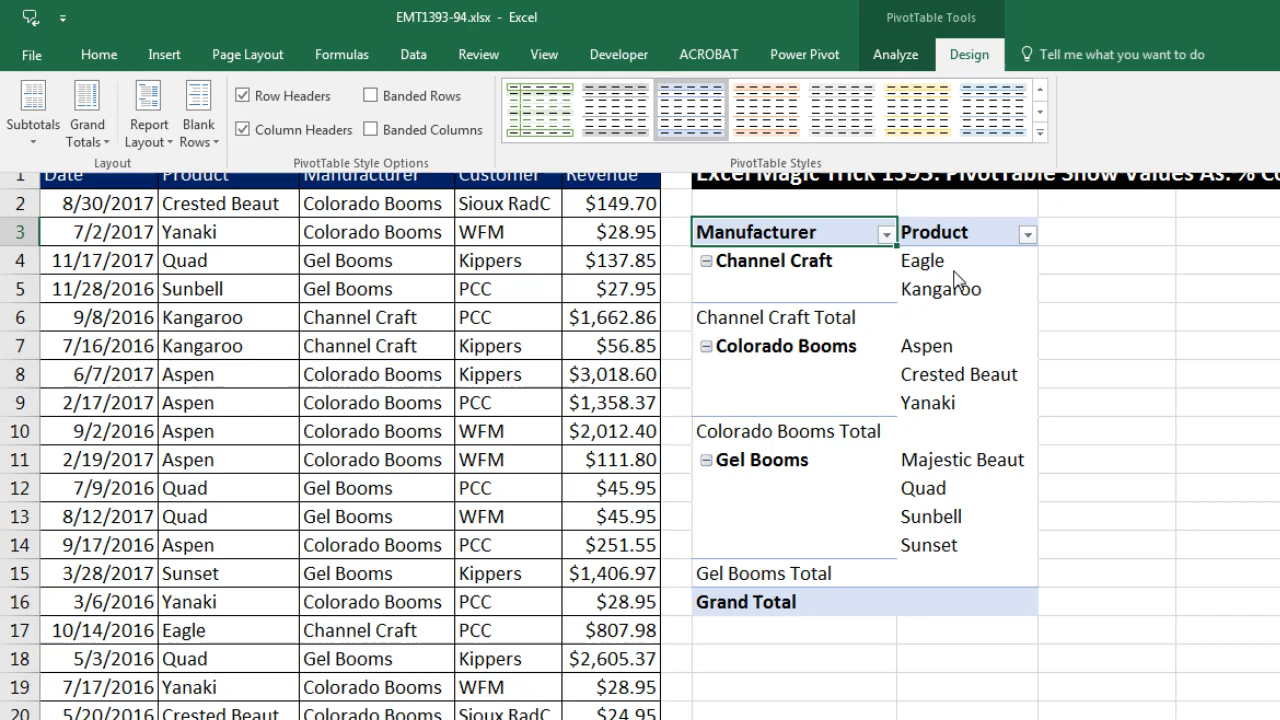 EMT1393-94.xlsx - Excel
PivotTable Tools
File Home Insert Page Layout Formulas Data Review View Developer ACROBAT Power Pivot Analyze Design Tell me what you want to do
Subtotals
Grand Totals
Report Layout
Blank Rows
Layout
Row Headers Banded Rows
Column Headers Banded Columns
PivotTable Style Options
PivotTable Styles
1 Date Product Manufacturer Customer Revenue Excel Magic Trick 1393: PivotTable Show Values As: % Co
2 8/30/2017 Crested Beaut Colorado Booms Sioux RadC $149.70
3 7/2/2017 Yanaki Colorado Booms WFM $28.95 Manufacturer Product
4 11/17/2017 Quad Gel Booms Kippers $137.85 Channel Craft Eagle
5 11/28/2016 Sunbell Gel Booms PCC $27.95 Kangaroo
6 9/8/2016 Kangaroo Channel Craft PCC $1,662.86 Channel Craft Total
7 7/16/2016 Kangaroo Channel Craft Kippers $56.85 Colorado Booms Aspen
8 6/7/2017 Aspen Colorado Booms Kippers $3,018.60 Crested Beaut
9 2/17/2017 Aspen Colorado Booms PCC $1,358.37 Yanaki
10 9/2/2016 Aspen Colorado Booms WFM $2,012.40 Colorado Booms Total
11 2/19/2017 Aspen Colorado Booms WFM $111.80 Gel Booms Majestic Beaut
12 7/9/2016 Quad Gel Booms PCC $45.95 Quad
13 8/12/2017 Quad Gel Booms WFM $45.95 Sunbell
14 9/17/2016 Aspen Colorado Booms PCC $251.55 Sunset
15 3/28/2017 Sunset Gel Booms Kippers $1,406.97 Gel Booms Total
16 3/6/2016 Yanaki Colorado Booms PCC $28.95 Grand Total
17 10/14/2016 Eagle Channel Craft PCC $807.98
18 5/3/2016 Quad Gel Booms Kippers $2,605.37
19 7/17/2016 Yanaki Colorado Booms WFM $28.95
20 5/20/2016 Crested Beaut Colorado Booms Sioux RadC $24.95